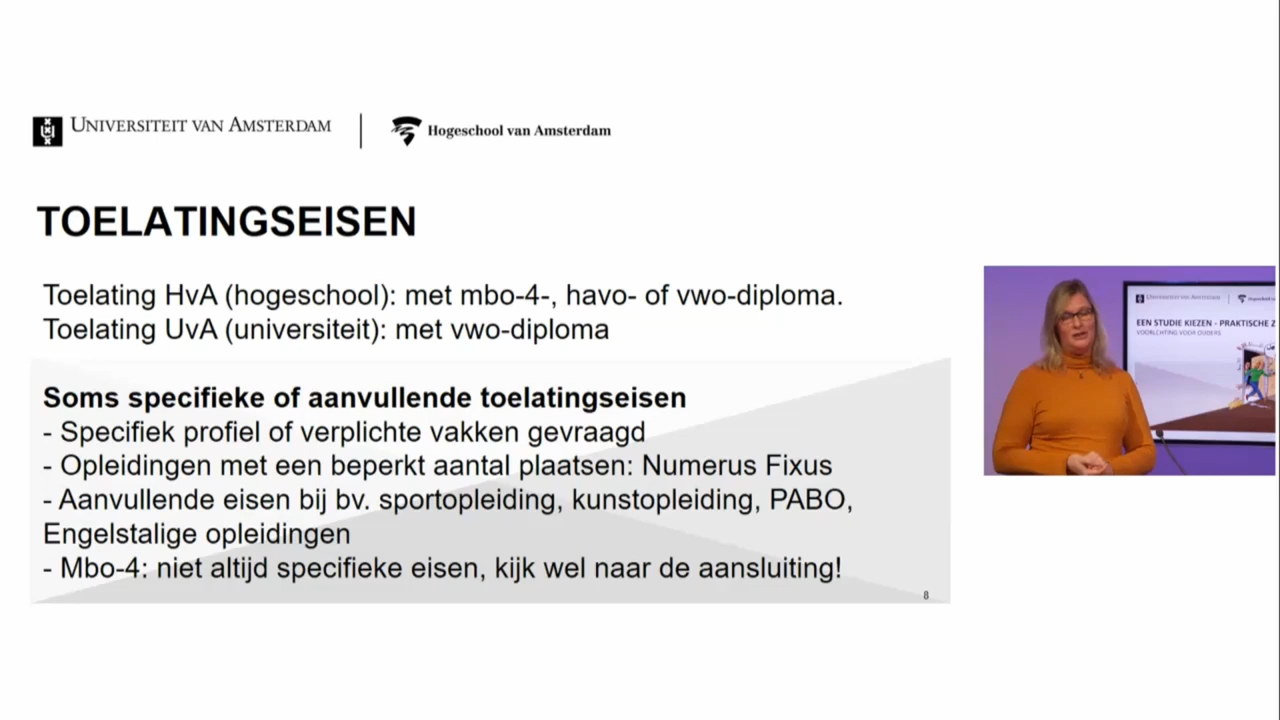 UNIVERSITEIT VAN AMSTERDAM
Hogeschool van Amsterdam
TOELATINGSEISEN
Toelating HvA (hogeschool): met mbo-4-, havo- of vwo-diploma.
Toelating UvA (universiteit): met vwo-diploma
Soms specifieke of aanvullende toelatingseisen
- Specifiek profiel of verplichte vakken gevraagd
- Opleidingen met een beperkt aantal plaatsen: Numerus Fixus
- Aanvullende eisen bij bv. sportopleiding, kunstopleiding, PABO,
Engelstalige opleidingen
- Mbo-4: niet altijd specifieke eisen, kijk wel naar de aansluiting!
8
UNIVERSITEIT VAN AMSTERDAM
EEN STUDIE KIEZEN - PRAKTISCHE Z
VOORLICHTING VOOR OUDERS